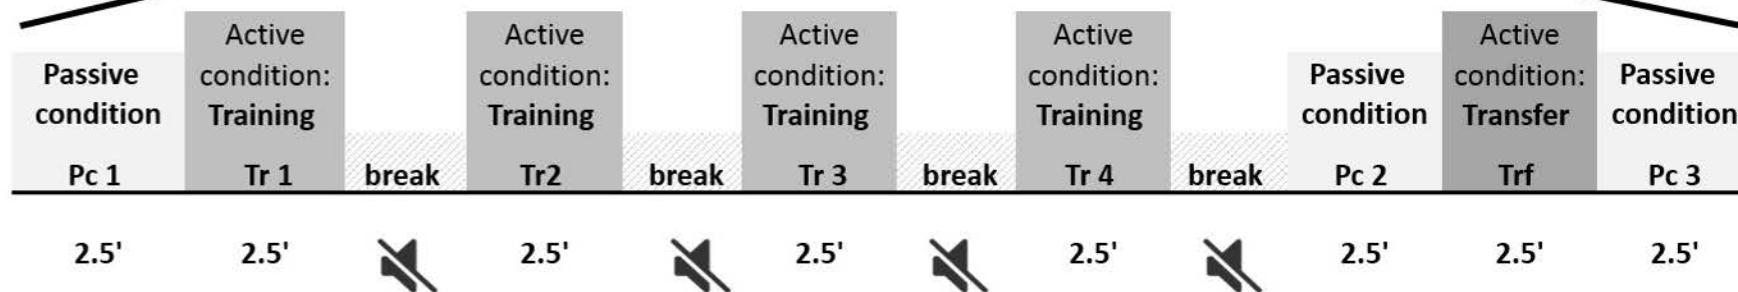 Passive
condition
Pc 1
Active
condition:
Training
Tr 1
break
Active
condition:
Training
Tr2
break
Active
condition:
Training
Tr 3
break
Active
condition:
Training
Tr 4
break
Passive
condition
Pc 2
Active
condition:
Transfer
Trf
Passive
condition
Pc 3
2.5'
2.5'
2.5'
2.5'
2.5'
2.5'
2.5'
2.5'